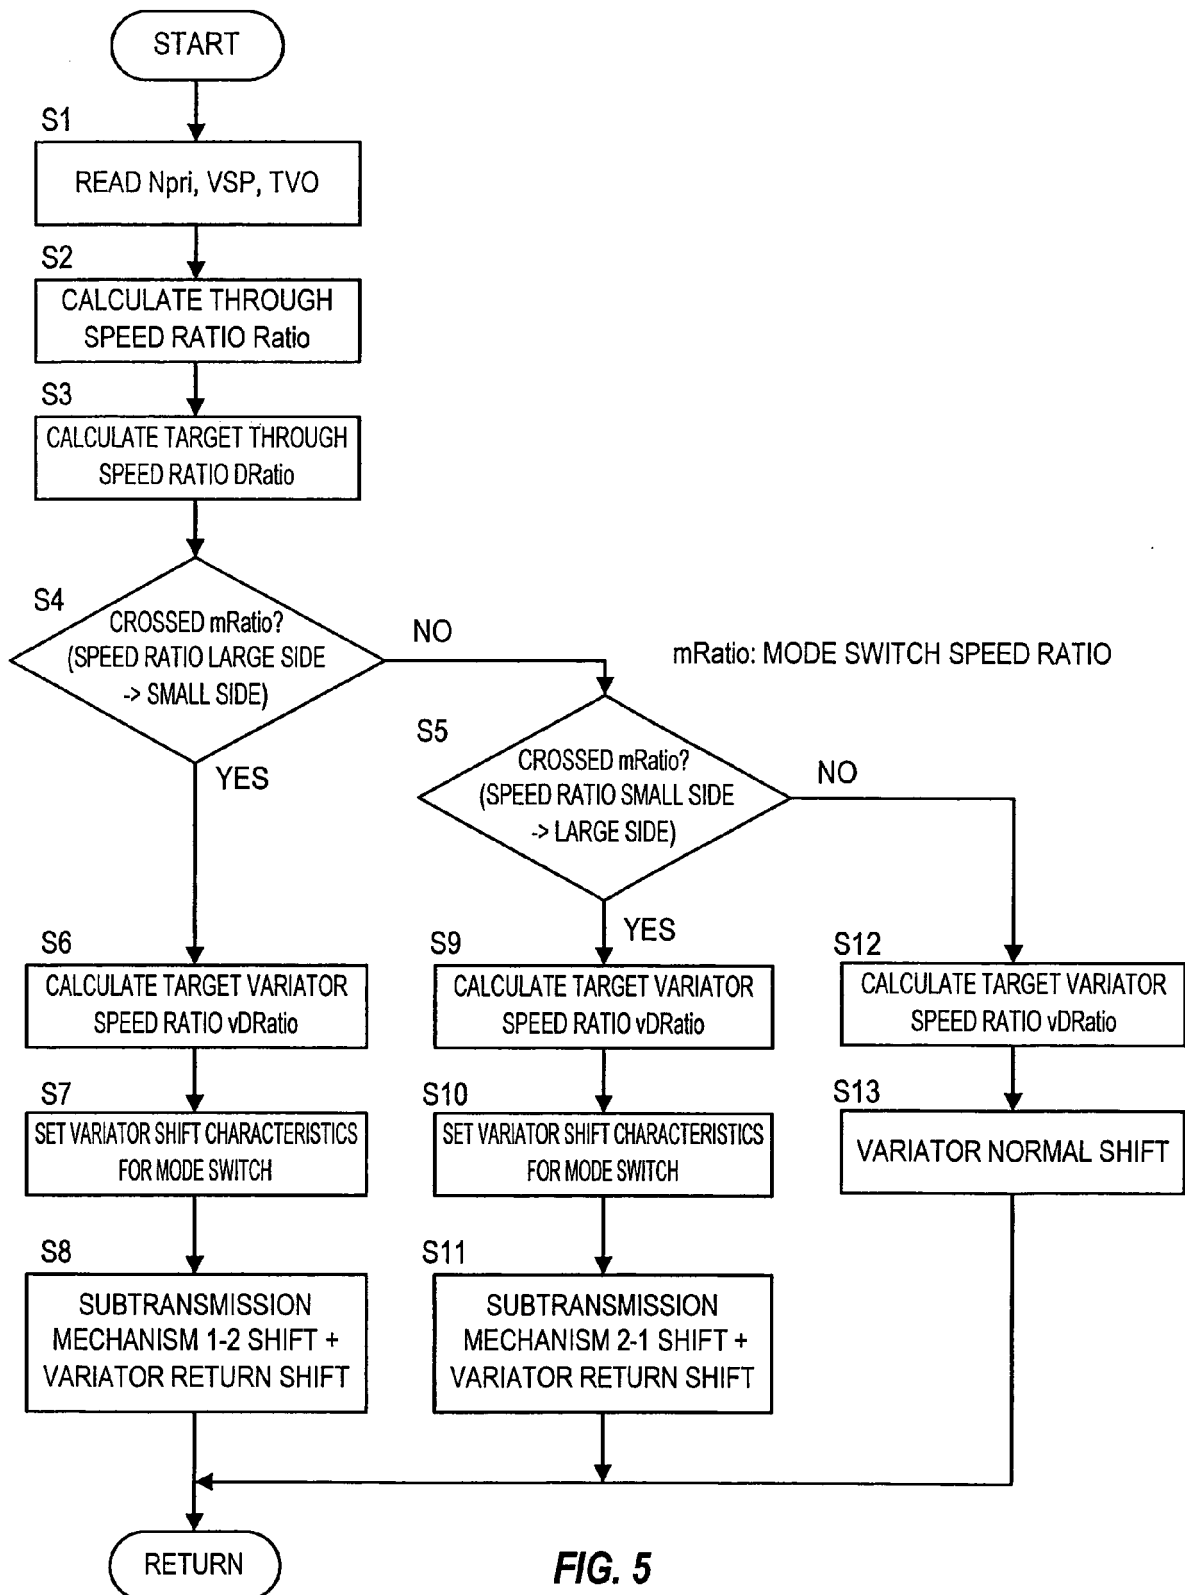 START
S1
READ Npri, VSP, TVO
S2
CALCULATE THROUGH
SPEED RATIO Ratio
S3
CALCULATE TARGET THROUGH
SPEED RATIO DRatio
S4
CROSSED mRatio?
(SPEED RATIO LARGE SIDE
-> SMALL SIDE)
NO
YES
mRatio: MODE SWITCH SPEED RATIO
S5
CROSSED mRatio?
(SPEED RATIO SMALL SIDE
-> LARGE SIDE)
NO
YES
S6
CALCULATE TARGET VARIATOR
SPEED RATIO vDRatio
S7
SET VARIATOR SHIFT CHARACTERISTICS
FOR MODE SWITCH
S8
SUBTRANSMISSION
MECHANISM 1-2 SHIFT +
VARIATOR RETURN SHIFT
S9
CALCULATE TARGET VARIATOR
SPEED RATIO vDRatio
S10
SET VARIATOR SHIFT CHARACTERISTICS
FOR MODE SWITCH
S11
SUBTRANSMISSION
MECHANISM 2-1 SHIFT +
VARIATOR RETURN SHIFT
S12
CALCULATE TARGET VARIATOR
SPEED RATIO vDRatio
S13
VARIATOR NORMAL SHIFT
RETURN
FIG. 5